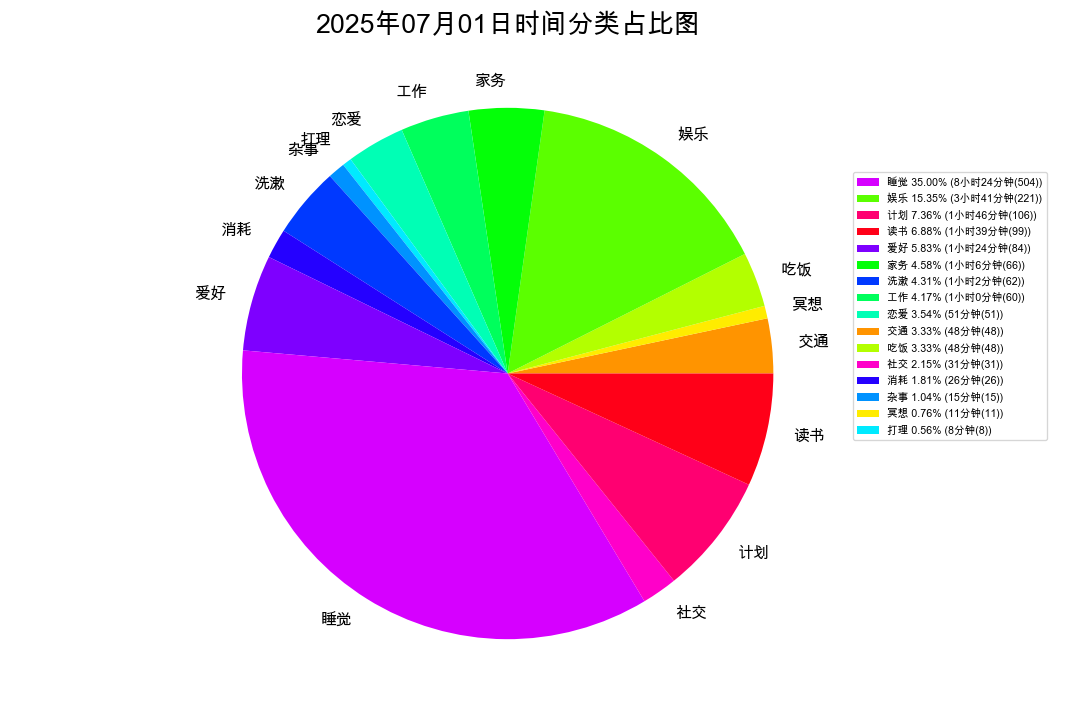 2025年07月01日时间分类占比图
家务
工作
恋爱
娱乐
打理
杂事
洗漱
消耗
吃饭
爱好
冥想
交通
读书
计划
社交
睡觉
睡觉 35.00% (8小时24分钟(504))
娱乐 15.35% (3小时41分钟(221))
计划 7.36% (1小时46分钟(106))
读书 6.88% (1小时39分钟(99))
爱好 5.83% (1小时24分钟(84))
家务 4.58% (1小时6分钟(66))
洗漱 4.31% (1小时2分钟(62))
工作 4.17% (1小时0分钟(60))
恋爱 3.54% (51分钟(51))
交通 3.33% (48分钟(48))
吃饭 3.33% (48分钟(48))
社交 2.15% (31分钟(31))
消耗 1.81% (26分钟(26))
杂事 1.04% (15分钟(15))
冥想 0.76% (11分钟(11))
打理 0.56% (8分钟(8))